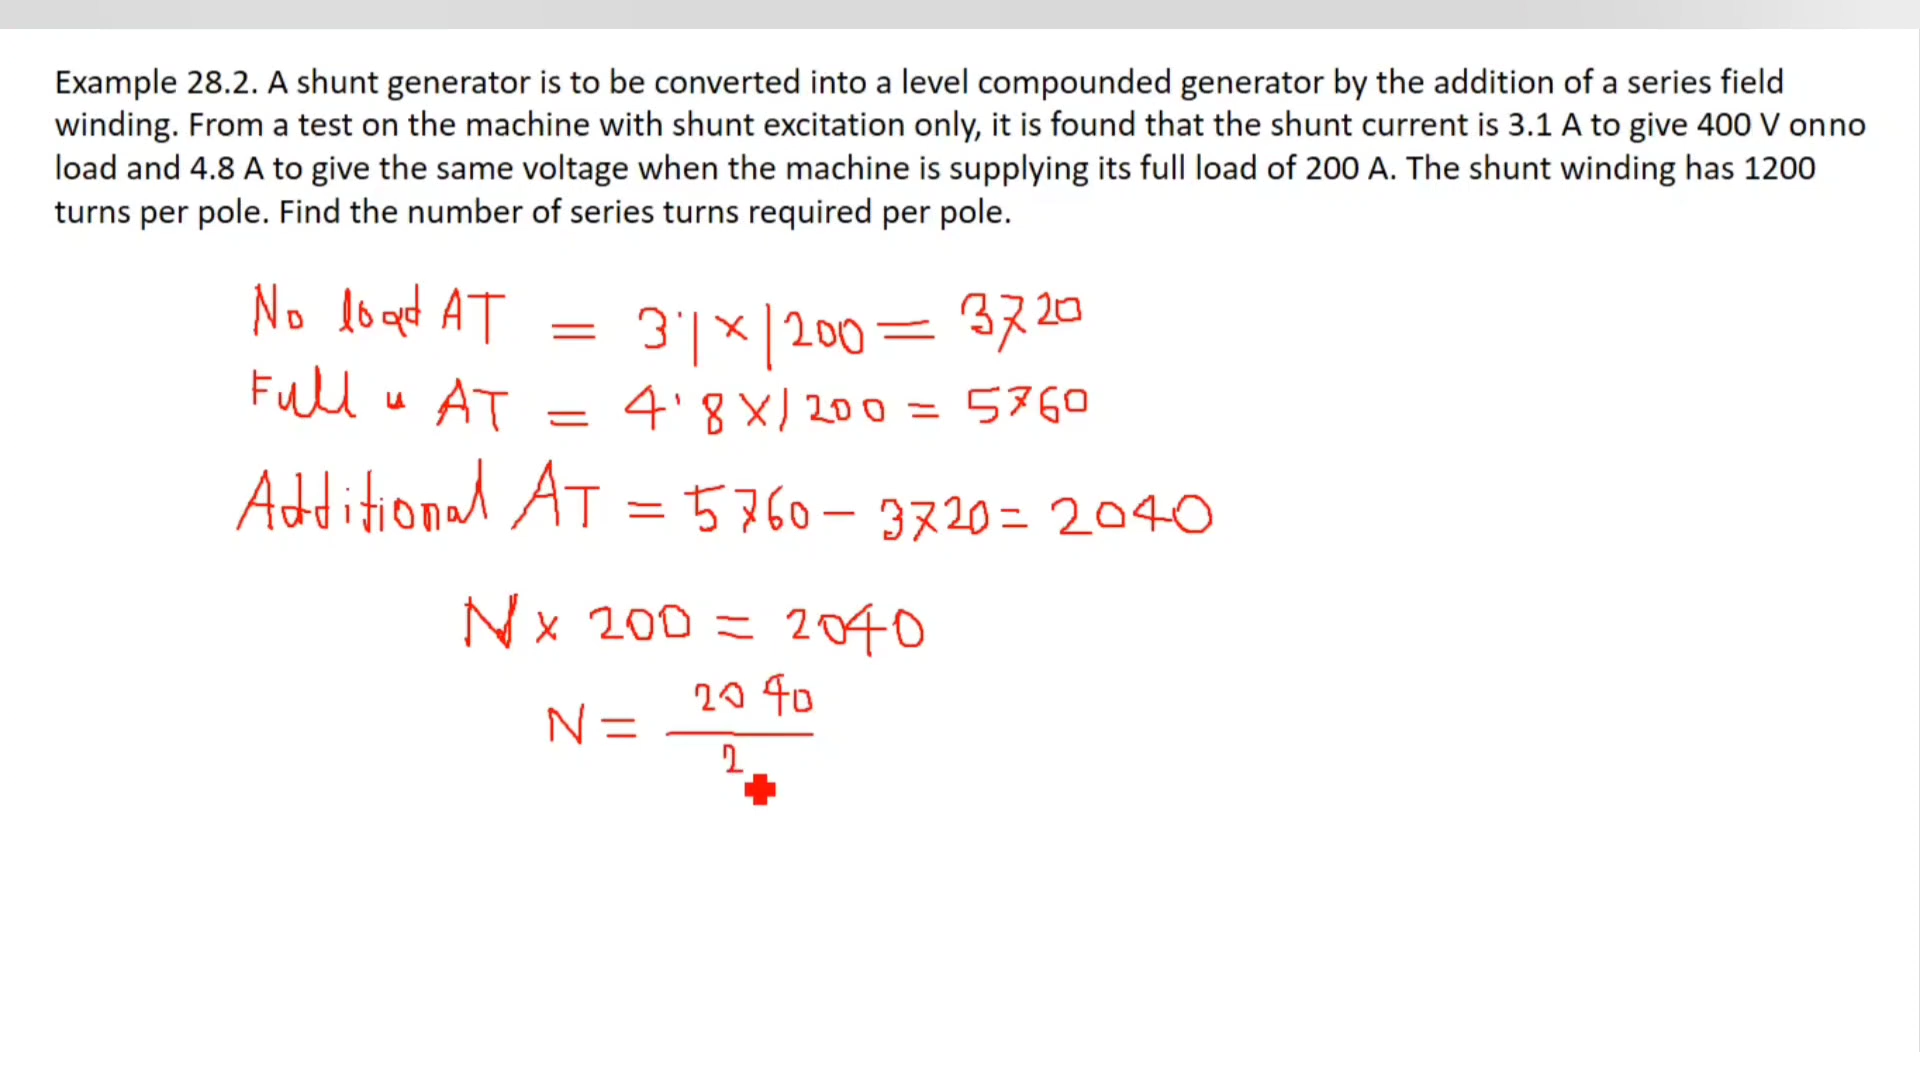 Example 28.2. A shunt generator is to be converted into a level compounded generator by the addition of a series field
winding. From a test on the machine with shunt excitation only, it is found that the shunt current is 3.1 A to give 400 V onno
load and 4.8 A to give the same voltage when the machine is supplying its full load of 200 A. The shunt winding has 1200
turns per pole. Find the number of series turns required per pole.
No load AT = 3.1 × 1200 = 3720
Full " AT = 4.8 × 1200 = 5760
Additional AT = 5760 - 3720 = 2040
N × 200 = 2040
N = 2040
2